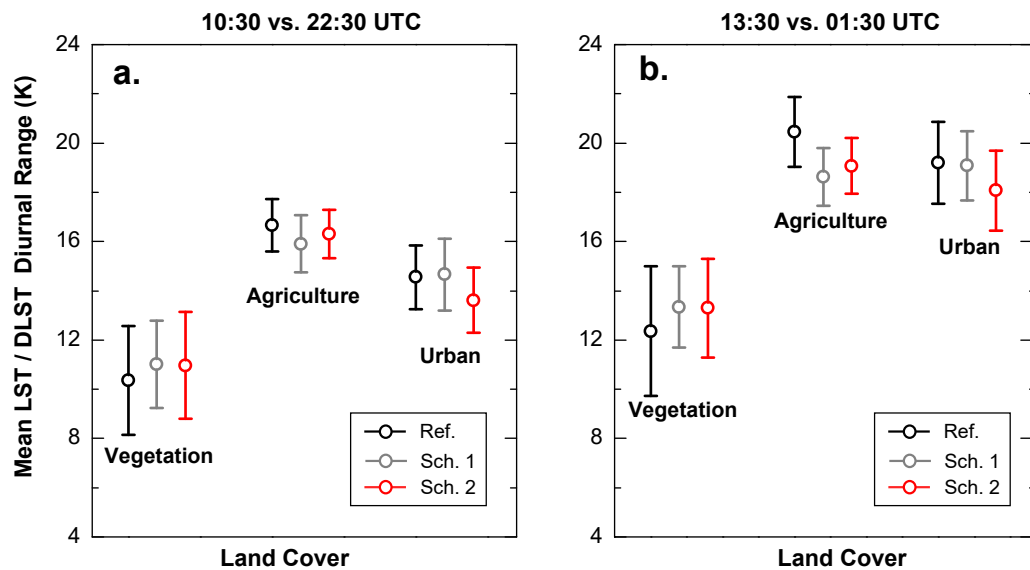 10:30 vs. 22:30 UTC
13:30 vs. 01:30 UTC
Mean LST / DLST Diurnal Range (K)
24
20
16
12
8
4
a.
Agriculture
Urban
Vegetation
Ref.
Sch. 1
Sch. 2
Land Cover
24
20
16
12
8
4
b.
Agriculture
Urban
Vegetation
Ref.
Sch. 1
Sch. 2
Land Cover